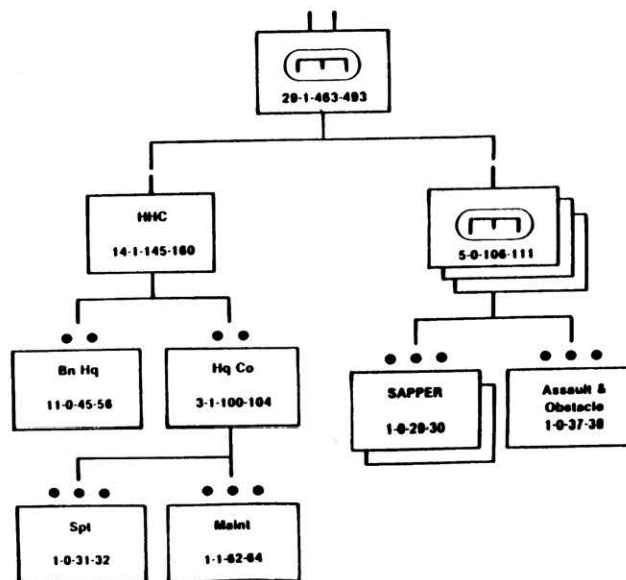 29-1-463-493
HHC
14-1-145-160
5-0-106-111
Bn Hq
11-0-45-56
Hq Co
3-1-100-104
SAPPER
1-0-29-30
Assault &
Obstacle
1-0-37-38
Spt
1-0-31-32
Maint
1-1-62-64